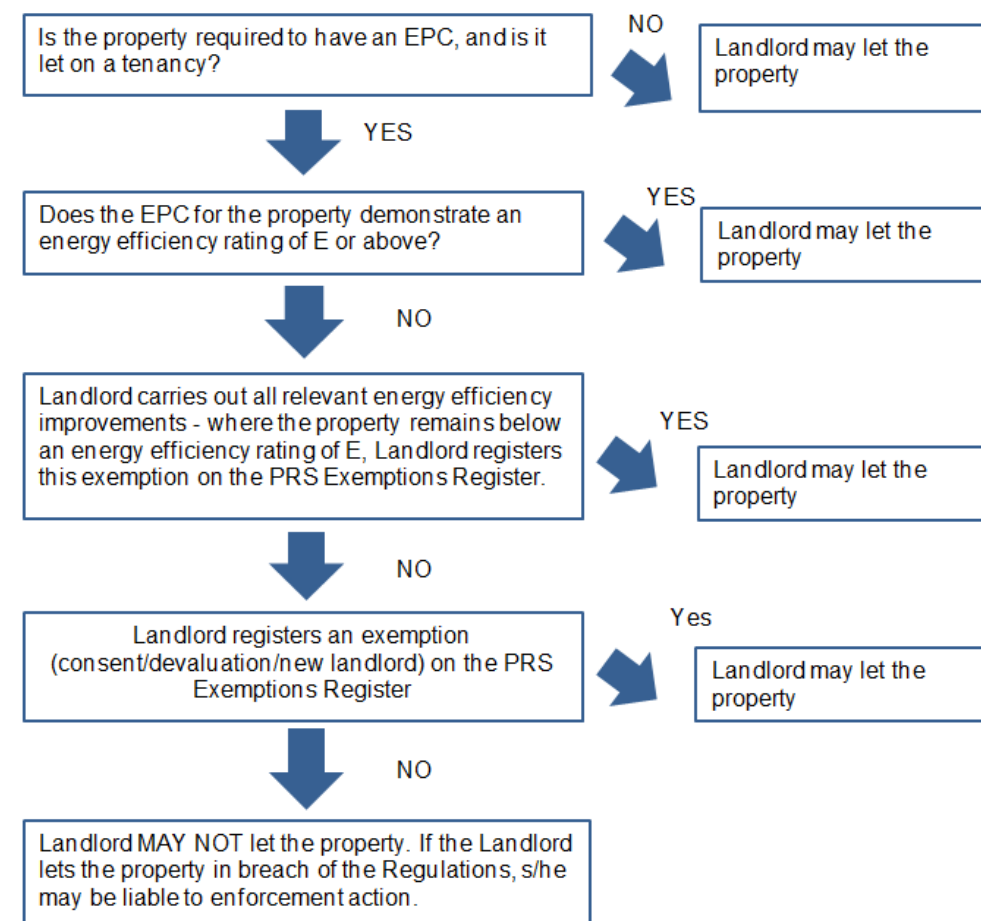 Is the property required to have an EPC, and is it
let on a tenancy?
NO
Landlord may let the
property
YES
Does the EPC for the property demonstrate an
energy efficiency rating of E or above?
YES
Landlord may let the
property
NO
Landlord carries out all relevant energy efficiency
improvements - where the property remains below
an energy efficiency rating of E, Landlord registers
this exemption on the PRS Exemptions Register.
YES
Landlord may let the
property
NO
Landlord registers an exemption
(consent/devaluation/new landlord) on the PRS
Exemptions Register
Yes
Landlord may let the
property
NO
Landlord MAY NOT let the property. If the Landlord
lets the property in breach of the Regulations, s/he
may be liable to enforcement action.